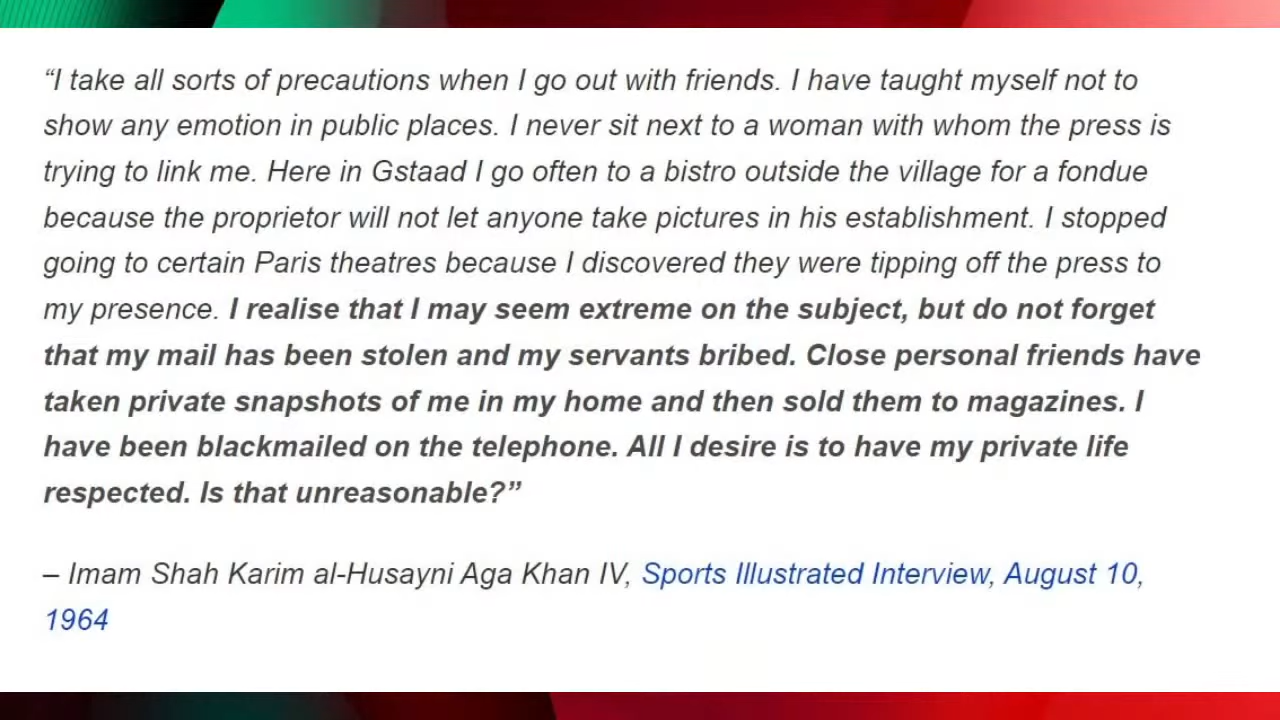 “I take all sorts of precautions when I go out with friends. I have taught myself not to
show any emotion in public places. I never sit next to a woman with whom the press is
trying to link me. Here in Gstaad I go often to a bistro outside the village for a fondue
because the proprietor will not let anyone take pictures in his establishment. I stopped
going to certain Paris theatres because I discovered they were tipping off the press to
my presence. I realise that I may seem extreme on the subject, but do not forget
that my mail has been stolen and my servants bribed. Close personal friends have
taken private snapshots of me in my home and then sold them to magazines. I
have been blackmailed on the telephone. All I desire is to have my private life
respected. Is that unreasonable?”
– Imam Shah Karim al-Husayni Aga Khan IV, Sports Illustrated Interview, August 10,
1964